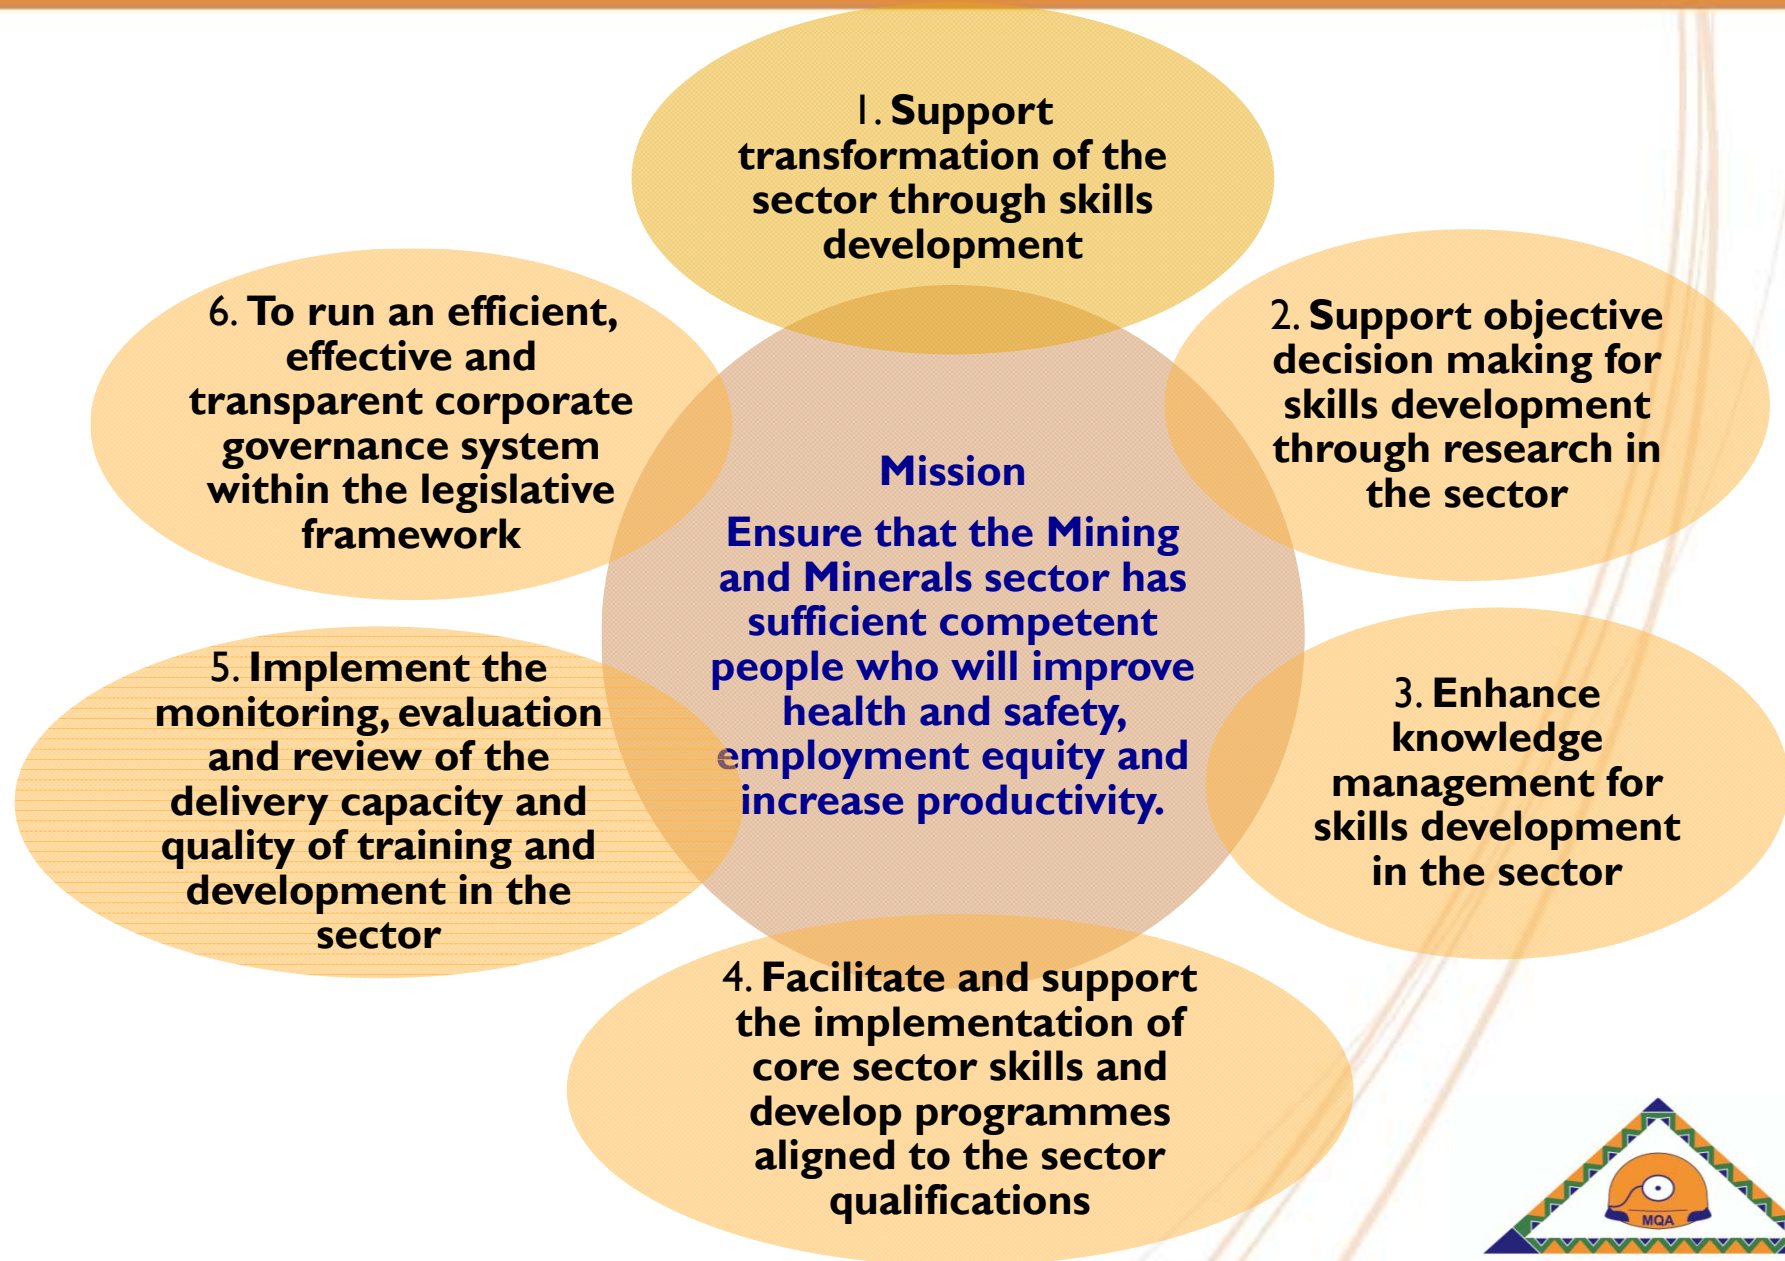 1. Support
transformation of the
sector through skills
development
2. Support objective
decision making for
skills development
through research in
the sector
3. Enhance
knowledge
management for
skills development
in the sector
4. Facilitate and support
the implementation of
core sector skills and
develop programmes
aligned to the sector
qualifications
5. Implement the
monitoring, evaluation
and review of the
delivery capacity and
quality of training and
development in the
sector
6. To run an efficient,
effective and
transparent corporate
governance system
within the legislative
framework
Mission
Ensure that the Mining
and Minerals sector has
sufficient competent
people who will improve
health and safety,
employment equity and
increase productivity.
MQA